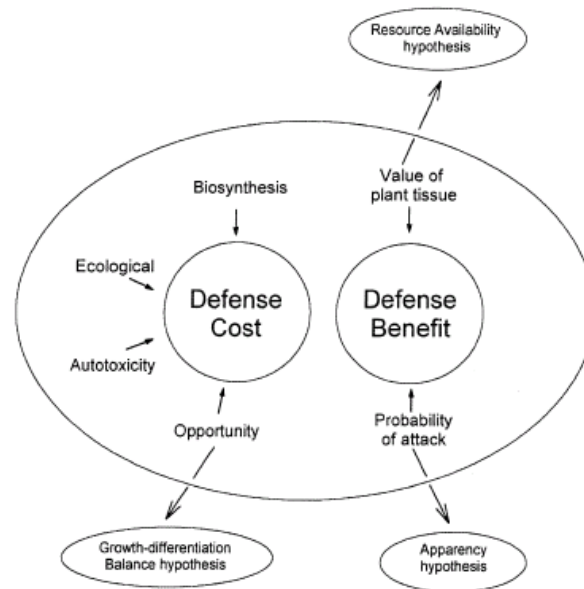 Resource Availability
hypothesis
Value of
plant tissue
Biosynthesis
Ecological
Defense
Cost
Defense
Benefit
Autotoxicity
Opportunity
Probability
of attack
Growth-differentiation
Balance hypothesis
Apparency
hypothesis